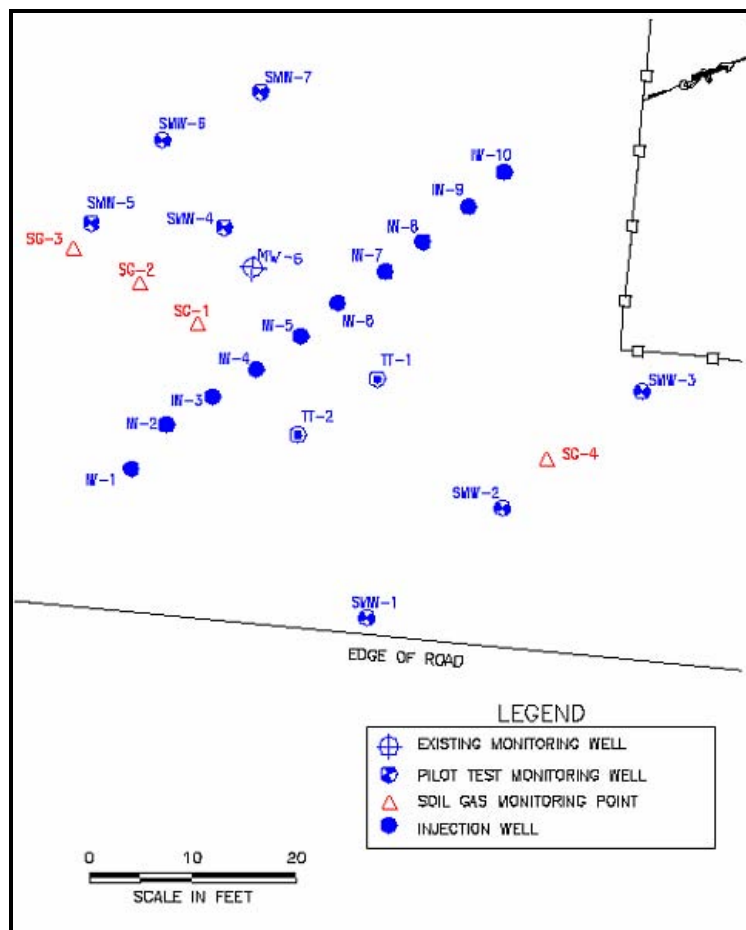 SMW-7
SMW-6
IW-10
IW-9
SMW-5
SMW-4
IW-8
SG-3
MW-6
IW-7
SG-2
SG-1
IW-6
IW-5
IW-4
TT-1
SMW-3
IW-3
TT-2
IW-2
SG-4
IW-1
SMW-2
SMW-1
EDGE OF ROAD
LEGEND
EXISTING MONITORING WELL
PILOT TEST MONITORING WELL
SOIL GAS MONITORING POINT
INJECTION WELL
0 10 20
SCALE IN FEET